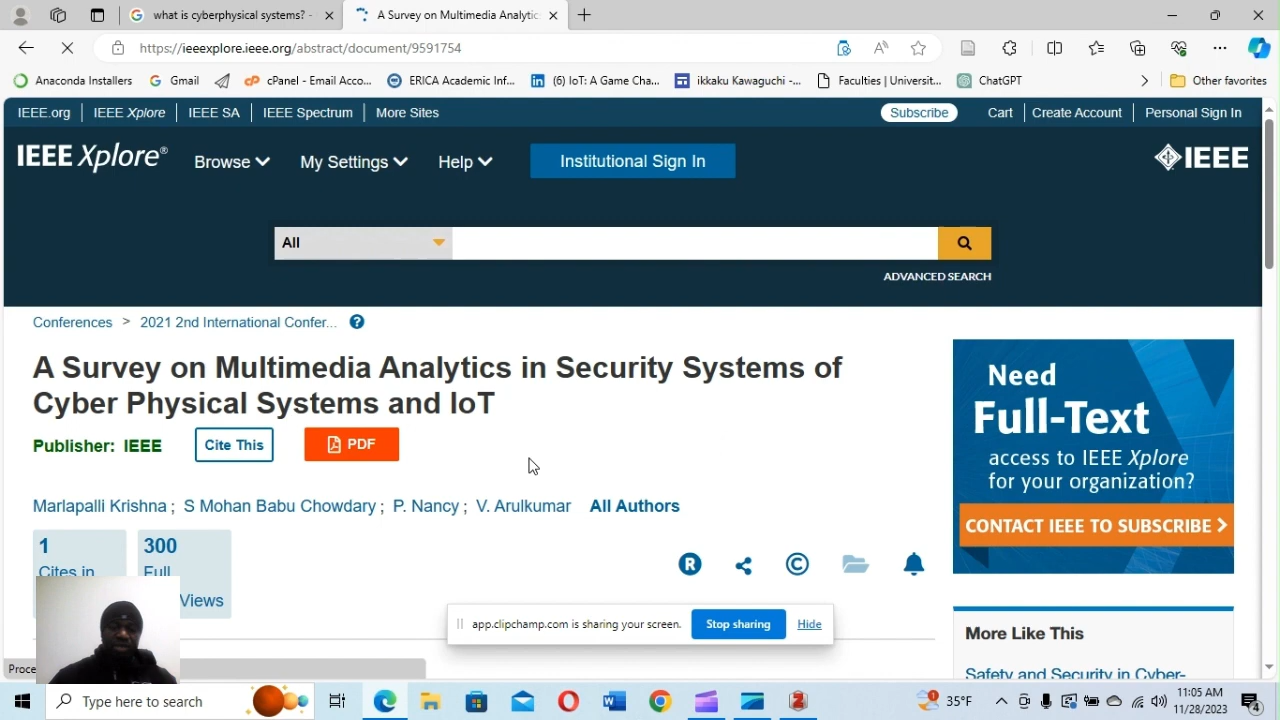 what is cyberphysical systems? -
A Survey on Multimedia Analytic
https://ieeexplore.ieee.org/abstract/document/9591754
Anaconda Installers
Gmail
cPanel - Email Acco...
ERICA Academic Inf...
(6) IoT: A Game Cha...
ikkaku Kawaguchi -...
Faculties | Universit...
ChatGPT
Other favorites
IEEE.org
IEEE Xplore
IEEE SA
IEEE Spectrum
More Sites
Subscribe
Cart
Create Account
Personal Sign In
IEEE Xplore®
Browse
My Settings
Help
Institutional Sign In
IEEE
All
ADVANCED SEARCH
Conferences > 2021 2nd International Confer...
A Survey on Multimedia Analytics in Security Systems of
Cyber Physical Systems and IoT
Publisher: IEEE
Cite This
PDF
Marlapalli Krishna ; S Mohan Babu Chowdary ; P. Nancy ; V. Arulkumar All Authors
1
Cites in
300
Full
Views
R
©
Need
Full-Text
access to IEEE Xplore
for your organization?
CONTACT IEEE TO SUBSCRIBE >
More Like This
Safety and Security in Cyber-
app.clipchamp.com is sharing your screen.
Stop sharing
Hide
Proce
Type here to search
1
35°F
11:05 AM
11/28/2023
4